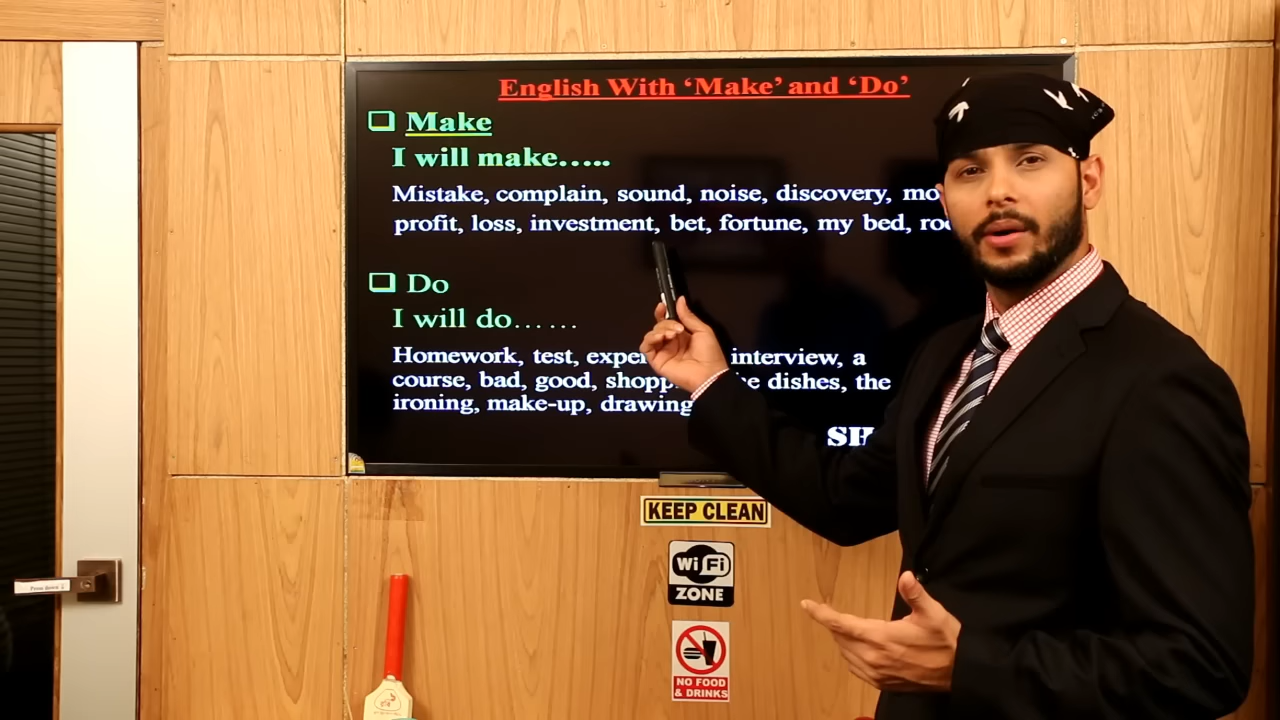 English With ‘Make’ and ‘Do’
Make
I will make.....
Mistake, complain, sound, noise, discovery,
profit, loss, investment, bet, fortune, my bed,
Do
I will do......
Homework, test, interview, a
course, bad, good, dishes, the
ironing, make-up, drawing
KEEP CLEAN
Wi Fi
ZONE
NO FOOD
& DRINKS